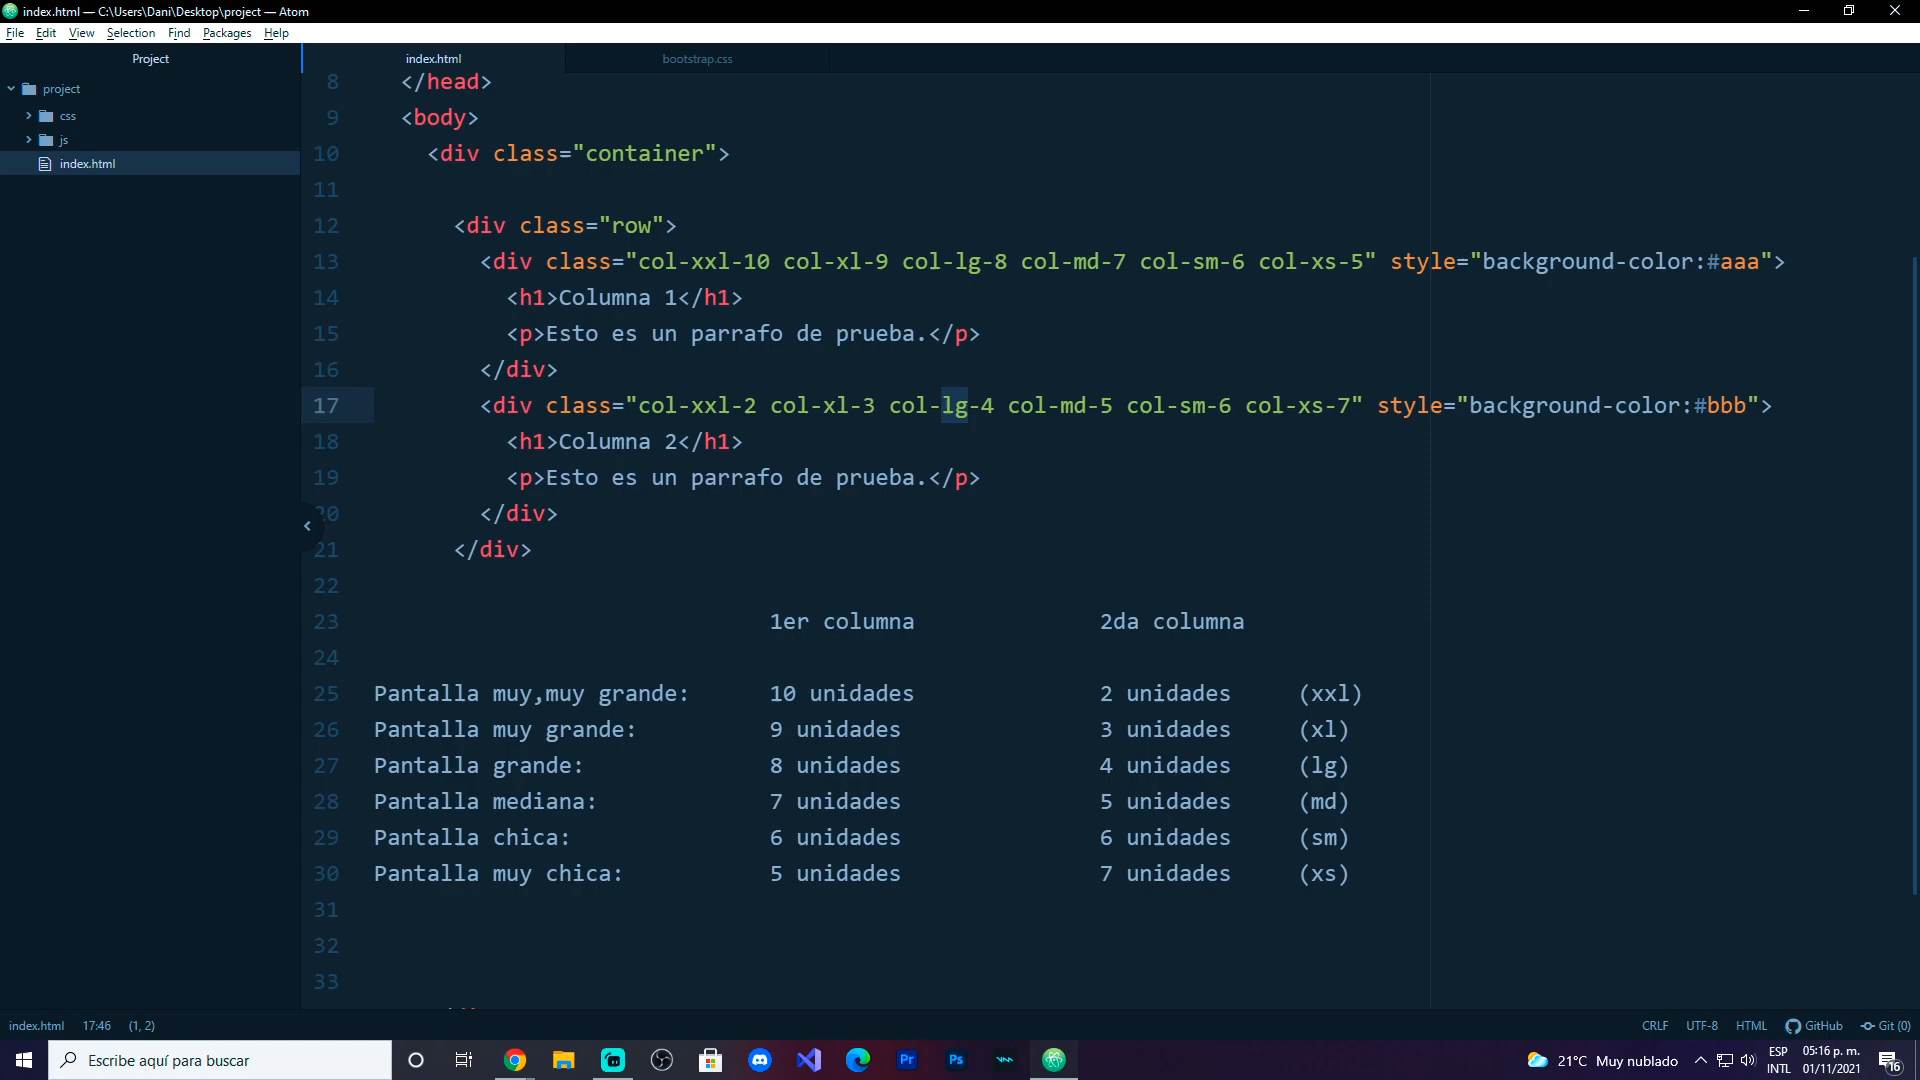 index.html — C:\Users\Dani\Desktop\project — Atom
File Edit View Selection Find Packages Help
Project
index.html
bootstrap.css
project
css
js
index.html
8 </head>
9 <body>
10 <div class="container">
11
12 <div class="row">
13 <div class="col-xxl-10 col-xl-9 col-lg-8 col-md-7 col-sm-6 col-xs-5" style="background-color:#aaa">
14 <h1>Columna 1</h1>
15 <p>Esto es un parrafo de prueba.</p>
16 </div>
17 <div class="col-xxl-2 col-xl-3 col-lg-4 col-md-5 col-sm-6 col-xs-7" style="background-color:#bbb">
18 <h1>Columna 2</h1>
19 <p>Esto es un parrafo de prueba.</p>
20 </div>
21 </div>
22
23 1er columna 2da columna
24
25 Pantalla muy,muy grande: 10 unidades 2 unidades (xxl)
26 Pantalla muy grande: 9 unidades 3 unidades (xl)
27 Pantalla grande: 8 unidades 4 unidades (lg)
28 Pantalla mediana: 7 unidades 5 unidades (md)
29 Pantalla chica: 6 unidades 6 unidades (sm)
30 Pantalla muy chica: 5 unidades 7 unidades (xs)
31
32
33
index.html 17:46 (1, 2) CRLF UTF-8 HTML GitHub Git (0)
Escribe aquí para buscar
Pr
Ps
21°C Muy nublado
ESP
INTL
05:16 p. m.
01/11/2021
16